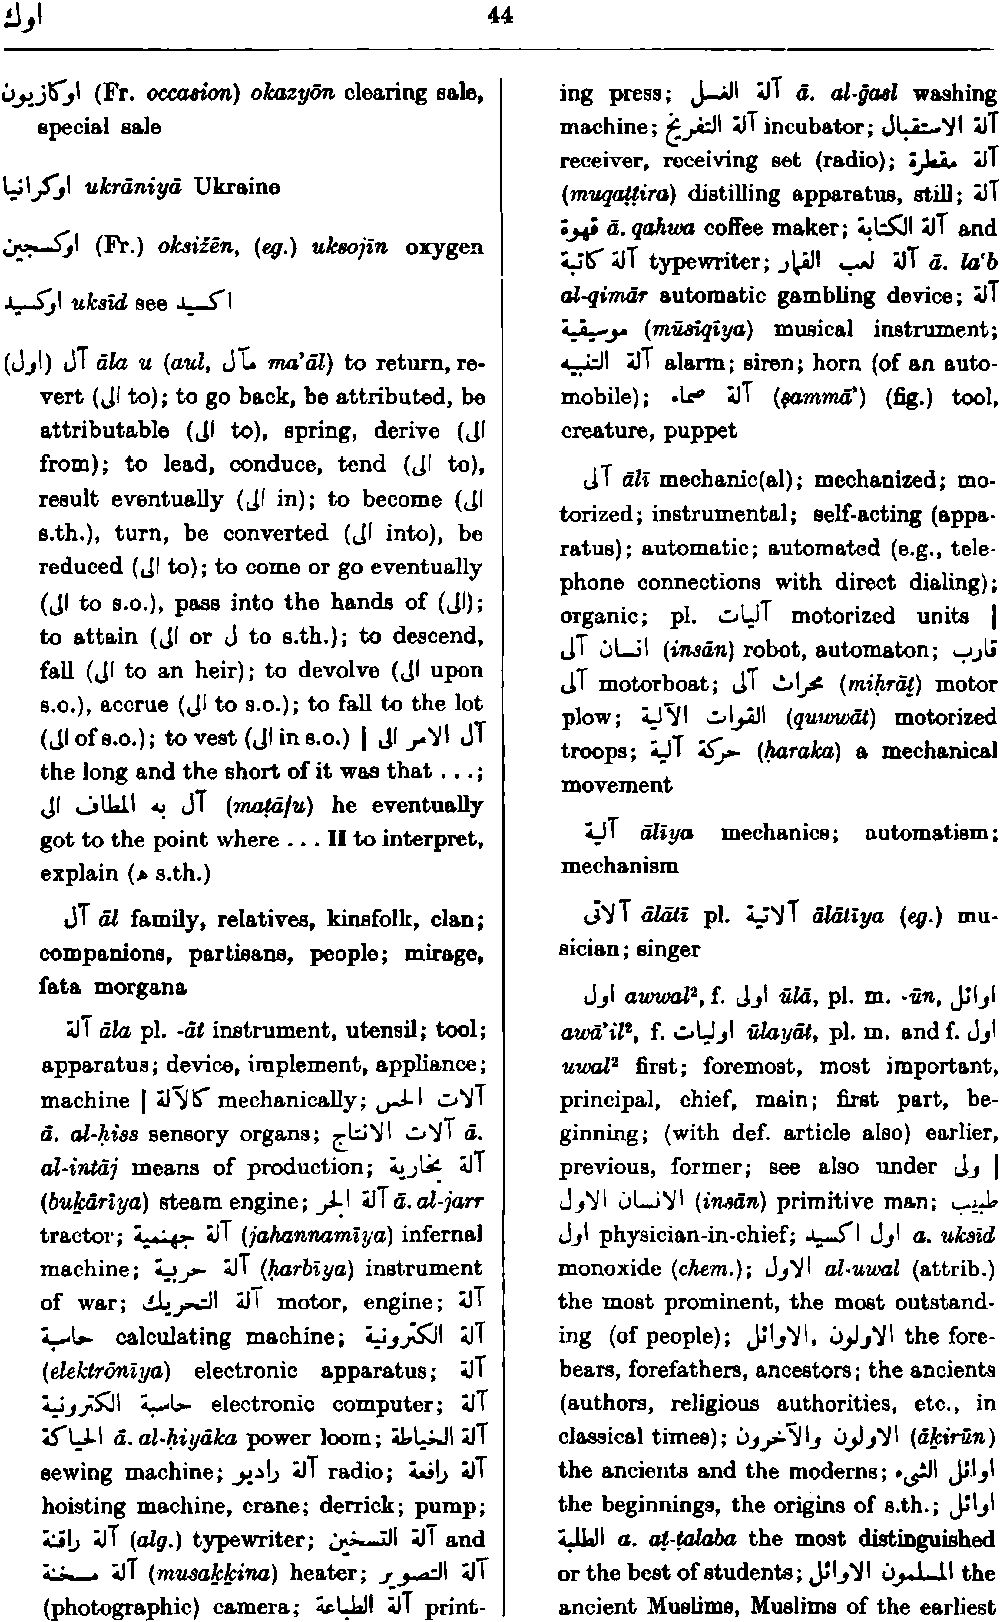 اوك
44
اوكازيون (Fr. occasion) okazyōn clearing sale,
special sale
اوكرانيا ukrāniyā Ukraine
اوكسجين (Fr.) oksižēn, (eg.) uksojīn oxygen
اوكسيد uksīd see اكسيد
(اول) آل āla u (aul, مآل ma’āl) to return, re-
vert (الى to); to go back, be attributed, be
attributable (الى to), spring, derive (الى
from); to lead, conduce, tend (الى to),
result eventually (الى in); to become (الى
s.th.), turn, be converted (الى into), be
reduced (الى to); to come or go eventually
(الى to s.o.), pass into the hands of (الى);
to attain (الى or ل to s.th.); to descend,
fall (الى to an heir); to devolve (الى upon
s.o.), accrue (الى to s.o.); to fall to the lot
(الى of s.o.); to vest (الى in s.o.) | آل الامر الى
the long and the short of it was that ...;
آل به المطاف الى (maṭāfu) he eventually
got to the point where ... II to interpret,
explain (ه s.th.)
آل āl family, relatives, kinsfolk, clan;
companions, partisans, people; mirage,
fata morgana
آلة āla pl. -āt instrument, utensil; tool;
apparatus; device, implement, appliance;
machine | كالآلة mechanically; آلات الحس
ā. al-ḥiss sensory organs; آلات الانتاج ā.
al-intāj means of production; آلة بخارية
(buḵārīya) steam engine; آلة الجر ā. al-jarr
tractor; آلة جهنمية (jahannamīya) infernal
machine; آلة حربية (ḥarbīya) instrument
of war; آلة التحريك motor, engine; آلة
حاسبة calculating machine; آلة الكترونية
(elektrōnīya) electronic apparatus; آلة
حاسبة الكترونية electronic computer; آلة
الحياكة ā. al-ḥiyāka power loom; آلة الخياطة
sewing machine; آلة راديو radio; آلة رافعة
hoisting machine, crane; derrick; pump;
آلة راقنة (alg.) typewriter; آلة التسخين and
آلة مسخنة (musaḵḵina) heater; آلة التصوير
(photographic) camera; آلة الطباعة print-
ing press; آلة الغسل ā. al-ḡasl washing
machine; آلة التفريخ incubator; آلة الاستقبال
receiver, receiving set (radio); آلة مقطرة
(muqaṭṭira) distilling apparatus, still; آلة
قهوة ā. qahwa coffee maker; آلة الكتابة and
آلة كاتبة typewriter; آلة لعب القمار ā. la‘b
al-qimār automatic gambling device; آلة
موسيقية (mūsīqīya) musical instrument;
آلة التنبيه alarm; siren; horn (of an auto-
mobile); آلة صماء (ṣammā’) (fig.) tool,
creature, puppet
آلى ālī mechanic(al); mechanized; mo-
torized; instrumental; self-acting (appa-
ratus); automatic; automated (e.g., tele-
phone connections with direct dialing);
organic; pl. آليات motorized units |
انسان آلى (insān) robot, automaton; قارب
آلى motorboat; محراث آلى (miḥrāṯ) motor
plow; القوات الآلية (quwwāt) motorized
troops; حركة آلية (ḥaraka) a mechanical
movement
آلية ālīya mechanics; automatism;
mechanism
آلاتى ālātī pl. آلاتية ālātīya (eg.) mu-
sician; singer
اول awwal², f. اولى ūlā, pl. m. -ūn, اوائل
awā’il², f. اوليات ūlayāt, pl. m. and f. اول
uwal² first; foremost, most important,
principal, chief, main; first part, be-
ginning; (with def. article also) earlier,
previous, former; see also under ولى |
الانسان الاول (insān) primitive man; طبيب
اول physician-in-chief; اول اكسيد a. uksīd
monoxide (chem.); الاول al-uwal (attrib.)
the most prominent, the most outstand-
ing (of people); الاولون, الاوائل the fore-
bears, forefathers, ancestors; the ancients
(authors, religious authorities, etc., in
classical times); الاولون والآخرون (āḵirūn)
the ancients and the moderns; اوائل الشىء
the beginnings, the origins of s.th.; اوائل
الطلبة a. aṭ-ṭalaba the most distinguished
or the best of students; المسلمون الاوائل the
ancient Muslims, Muslims of the earliest